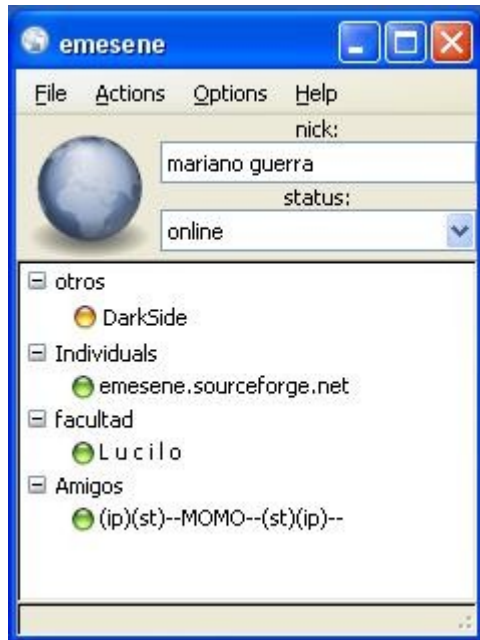 emesene
File Actions Options Help
nick:
mariano guerra
status:
online
otros
DarkSide
Individuals
emesene.sourceforge.net
facultad
L u c i l o
Amigos
(ip)(st)--MOMO--(st)(ip)--